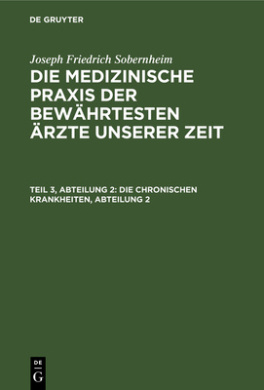 DE GRUYTER
Joseph Friedrich Sobernheim
DIE MEDIZINISCHE
PRAXIS DER
BEWÄHRTESTEN
ÄRZTE UNSERER ZEIT
TEIL 3, ABTEILUNG 2: DIE CHRONISCHEN
KRANKHEITEN, ABTEILUNG 2
DE
G